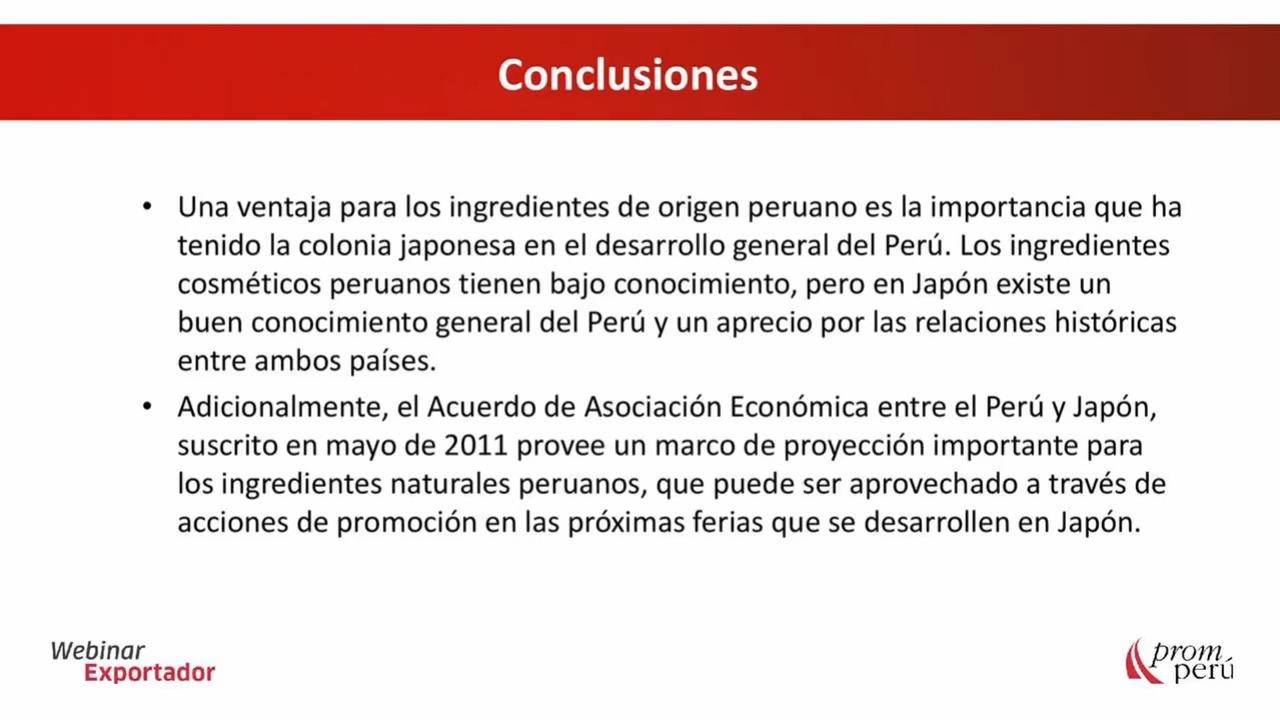 Conclusiones
• Una ventaja para los ingredientes de origen peruano es la importancia que ha
tenido la colonia japonesa en el desarrollo general del Perú. Los ingredientes
cosméticos peruanos tienen bajo conocimiento, pero en Japón existe un
buen conocimiento general del Perú y un aprecio por las relaciones históricas
entre ambos países.
• Adicionalmente, el Acuerdo de Asociación Económica entre el Perú y Japón,
suscrito en mayo de 2011 provee un marco de proyección importante para
los ingredientes naturales peruanos, que puede ser aprovechado a través de
acciones de promoción en las próximas ferias que se desarrollen en Japón.
Webinar
Exportador
prom
perú